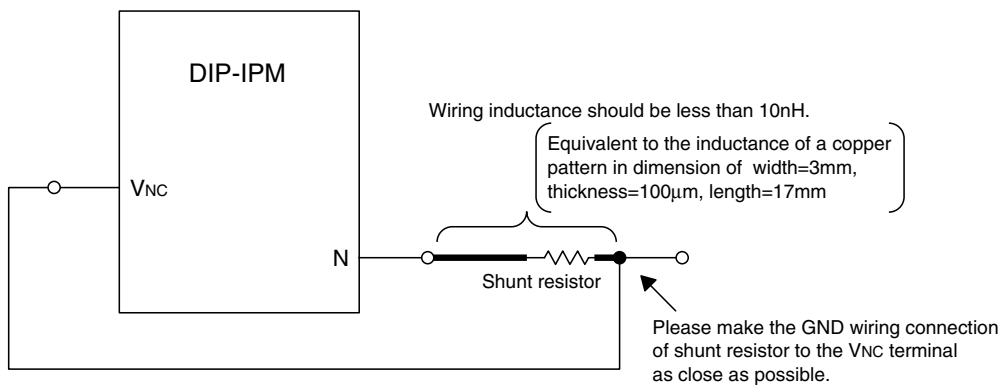 DIP-IPM
Wiring inductance should be less than 10nH.
Equivalent to the inductance of a copper
pattern in dimension of width=3mm,
thickness=100μm, length=17mm
VNC
N
Shunt resistor
Please make the GND wiring connection
of shunt resistor to the VNC terminal
as close as possible.